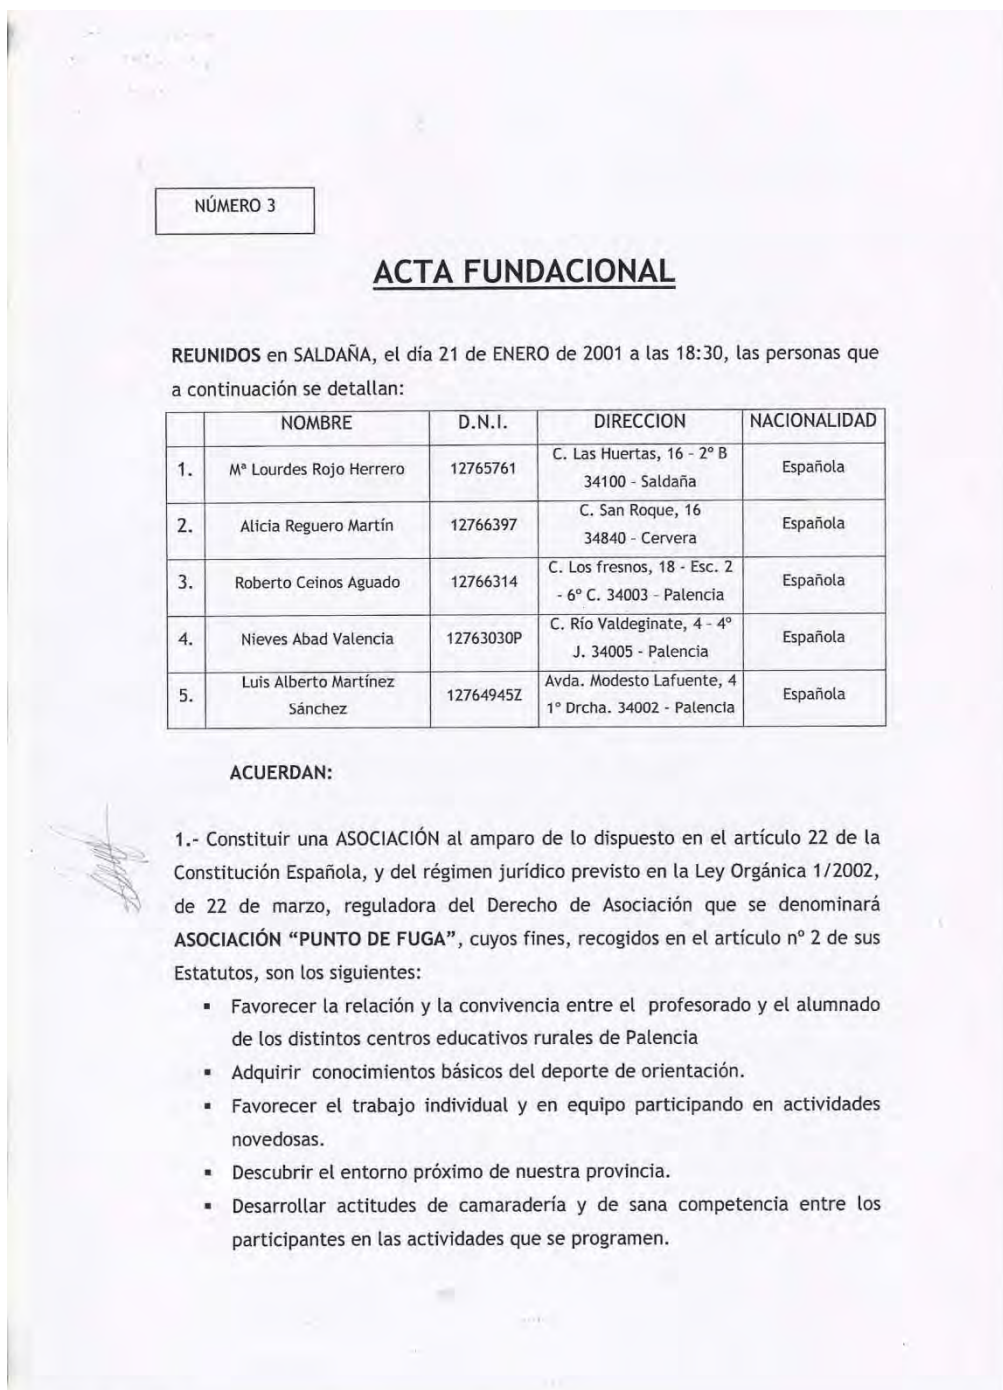 NÚMERO 3
ACTA FUNDACIONAL
REUNIDOS en SALDAÑA, el día 21 de ENERO de 2001 a las 18:30, las personas que
a continuación se detallan:
NOMBRE D.N.I. DIRECCION NACIONALIDAD
1. Mª Lourdes Rojo Herrero 12765761 C. Las Huertas, 16 - 2º B
34100 - Saldaña Española
2. Alicia Reguero Martín 12766397 C. San Roque, 16
34840 - Cervera Española
3. Roberto Ceinos Aguado 12766314 C. Los fresnos, 18 - Esc. 2
- 6º C. 34003 - Palencia Española
4. Nieves Abad Valencia 12763030P C. Río Valdeginate, 4 - 4º
J. 34005 - Palencia Española
5. Luis Alberto Martínez
Sánchez 12764945Z Avda. Modesto Lafuente, 4
1º Drcha. 34002 - Palencia Española
ACUERDAN:
1.- Constituir una ASOCIACIÓN al amparo de lo dispuesto en el artículo 22 de la
Constitución Española, y del régimen jurídico previsto en la Ley Orgánica 1/2002,
de 22 de marzo, reguladora del Derecho de Asociación que se denominará
ASOCIACIÓN “PUNTO DE FUGA”, cuyos fines, recogidos en el artículo nº 2 de sus
Estatutos, son los siguientes:
▪ Favorecer la relación y la convivencia entre el profesorado y el alumnado
de los distintos centros educativos rurales de Palencia
▪ Adquirir conocimientos básicos del deporte de orientación.
▪ Favorecer el trabajo individual y en equipo participando en actividades
novedosas.
▪ Descubrir el entorno próximo de nuestra provincia.
▪ Desarrollar actitudes de camaradería y de sana competencia entre los
participantes en las actividades que se programen.